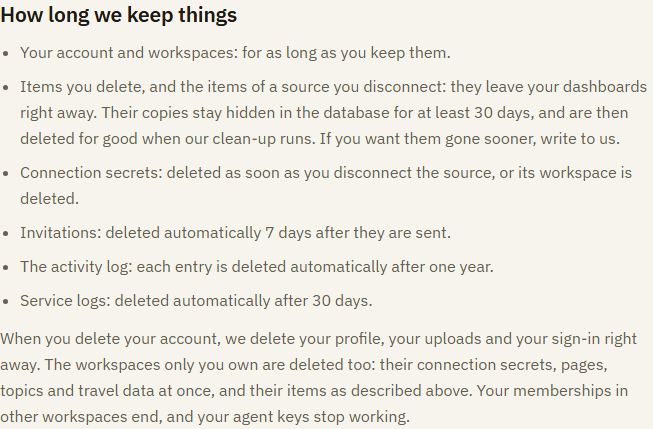 How long we keep things
• Your account and workspaces: for as long as you keep them.
• Items you delete, and the items of a source you disconnect: they leave your dashboards
right away. Their copies stay hidden in the database for at least 30 days, and are then
deleted for good when our clean-up runs. If you want them gone sooner, write to us.
• Connection secrets: deleted as soon as you disconnect the source, or its workspace is
deleted.
• Invitations: deleted automatically 7 days after they are sent.
• The activity log: each entry is deleted automatically after one year.
• Service logs: deleted automatically after 30 days.
When you delete your account, we delete your profile, your uploads and your sign-in right
away. The workspaces only you own are deleted too: their connection secrets, pages,
topics and travel data at once, and their items as described above. Your memberships in
other workspaces end, and your agent keys stop working.